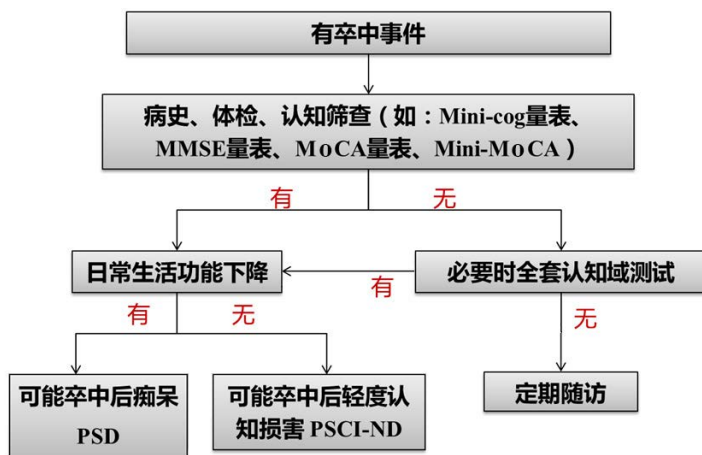 有卒中事件
病史、体检、认知筛查（如：Mini-cog量表、
MMSE量表、MoCA量表、Mini-MoCA）
有
无
日常生活功能下降
有
必要时全套认知域测试
有
无
无
可能卒中后痴呆
PSD
可能卒中后轻度认
知损害 PSCI-ND
定期随访